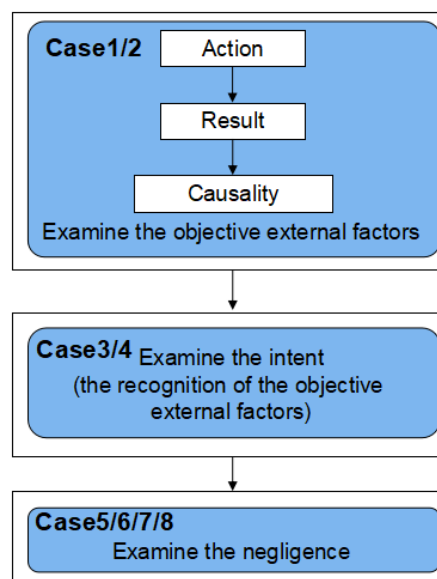 Case1/2
Action
Result
Causality
Examine the objective external factors
Case3/4
Examine the intent
(the recognition of the objective
external factors)
Case5/6/7/8
Examine the negligence